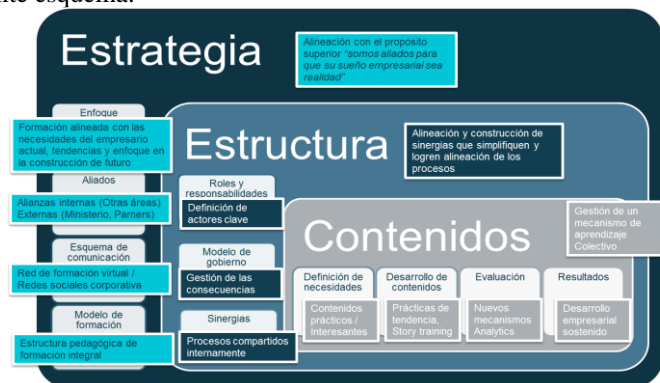 Estrategia
Alineación con el propósito
superior "somos aliados para
que su sueño empresarial sea
realidad"
Enfoque
Formación alineada con las
necesidades del empresario
actual, tendencias y enfoque en
la construcción de futuro
Aliados
Alianzas internas (Otras áreas)
Externas (Ministerio, Parners)
Esquema de
comunicación
Red de formación virtual /
Redes sociales corporativa
Modelo de
formación
Estructura pedagógica de
formación integral
Estructura
Alineación y construcción de
sinergias que simplifiquen y
logren alineación de los
procesos
Roles y
responsabilidades
Definición de
actores clave
Modelo de
gobierno
Gestión de las
consecuencias
Sinergias
Procesos compartidos
internamente
Contenidos
Gestión de un
mecanismo de
aprendizaje
Colectivo
Definición de
necesidades
Contenidos
prácticos /
Interesantes
Desarrollo de
contenidos
Prácticas de
tendencia,
Story training
Evaluación
Nuevos
mecanismos
Analytics
Resultados
Desarrollo
empresarial
sostenido